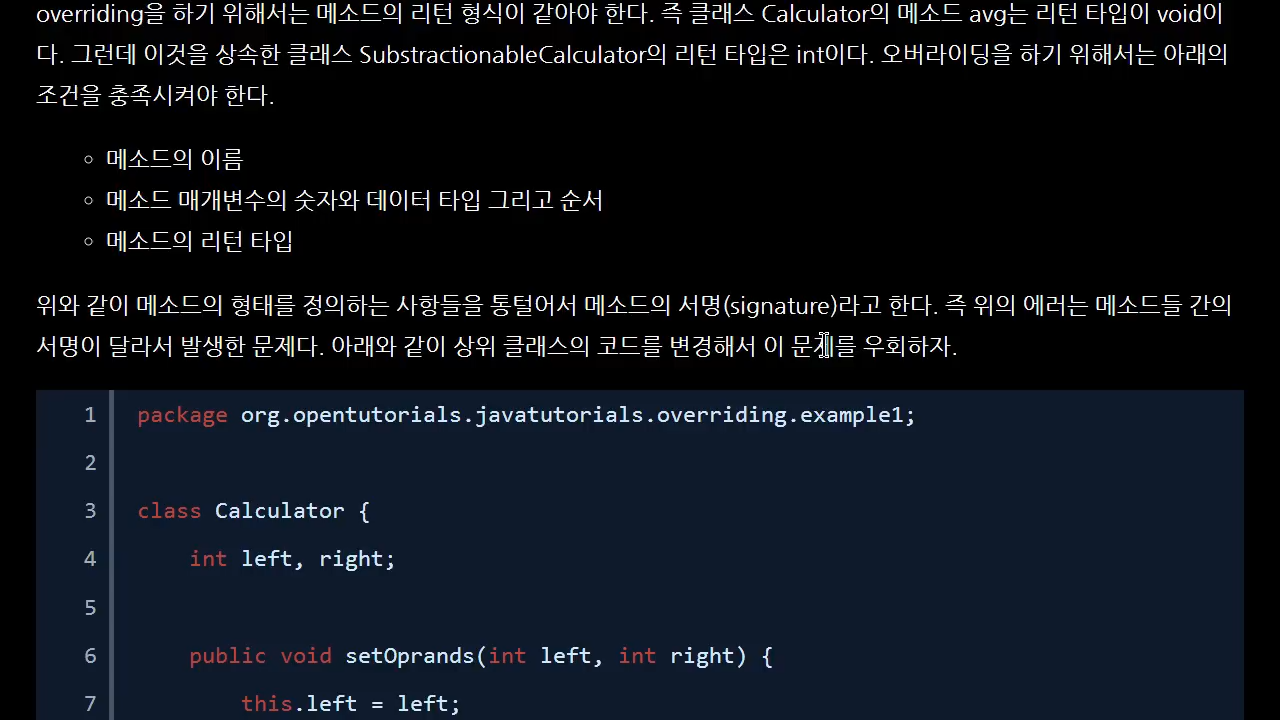 overriding을 하기 위해서는 메소드의 리턴 형식이 같아야 한다. 즉 클래스 Calculator의 메소드 avg는 리턴 타입이 void이
다. 그런데 이것을 상속한 클래스 SubstractionableCalculator의 리턴 타입은 int이다. 오버라이딩을 하기 위해서는 아래의
조건을 충족시켜야 한다.
◦ 메소드의 이름
◦ 메소드 매개변수의 숫자와 데이터 타입 그리고 순서
◦ 메소드의 리턴 타입
위와 같이 메소드의 형태를 정의하는 사항들을 통털어서 메소드의 서명(signature)라고 한다. 즉 위의 에러는 메소드들 간의
서명이 달라서 발생한 문제다. 아래와 같이 상위 클래스의 코드를 변경해서 이 문제를 우회하자.
1 package org.opentutorials.javatutorials.overriding.example1;
2
3 class Calculator {
4 int left, right;
5
6 public void setOprands(int left, int right) {
7 this.left = left;